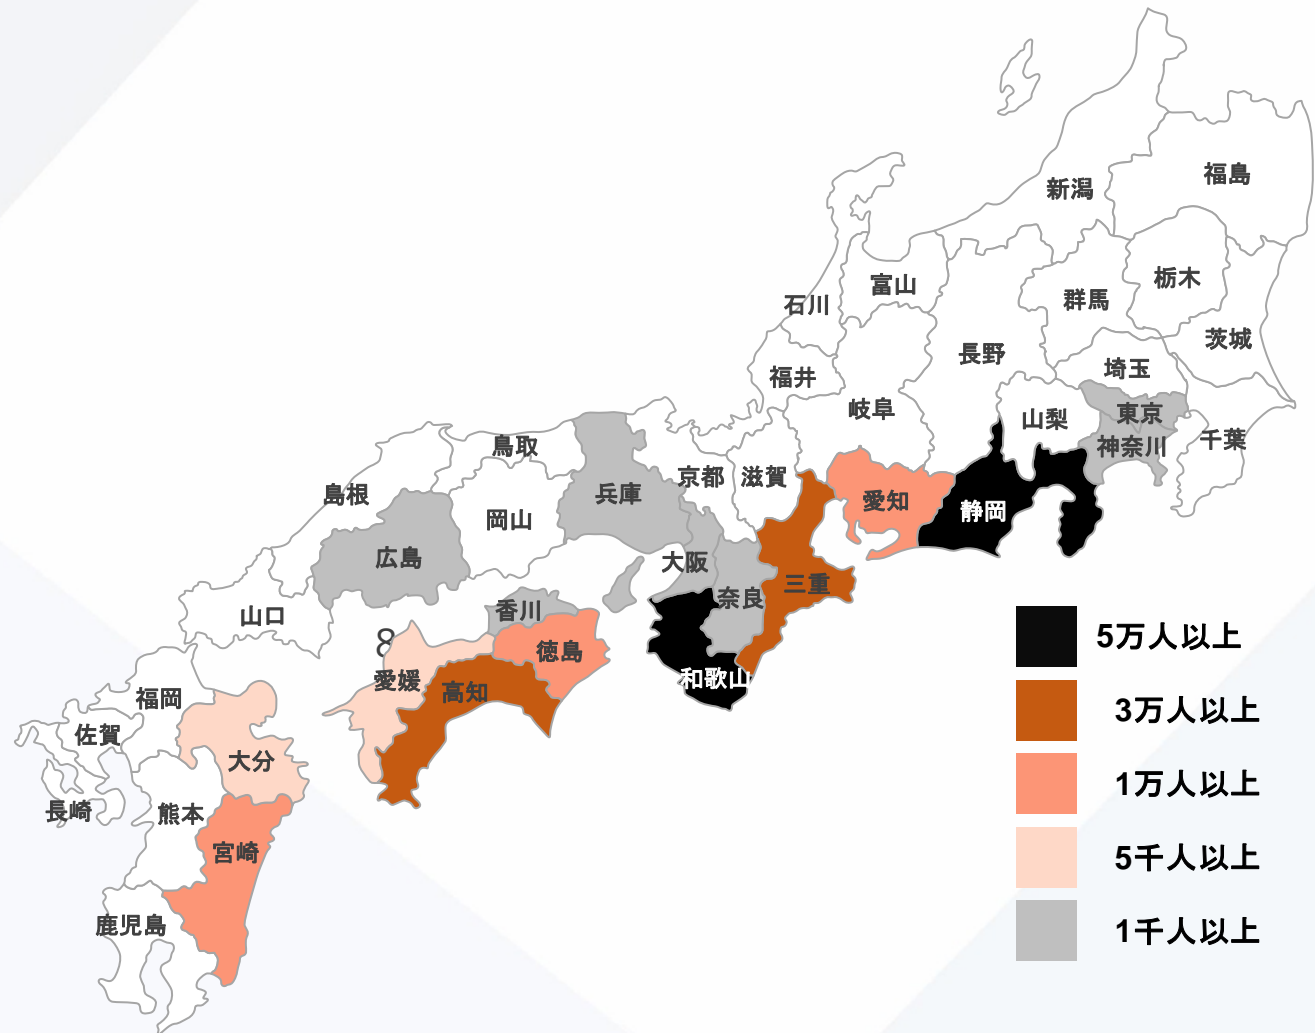 福島
新潟
栃木
富山
群馬
石川
茨城
長野
埼玉
福井
岐阜
東京
山梨
千葉
神奈川
鳥取
京都
滋賀
兵庫
島根
愛知
岡山
静岡
広島
大阪
三重
奈良
香川
山口
8
徳島
和歌山
愛媛
高知
福岡
佐賀
大分
長崎
熊本
宮崎
鹿児島
5万人以上
3万人以上
1万人以上
5千人以上
1千人以上